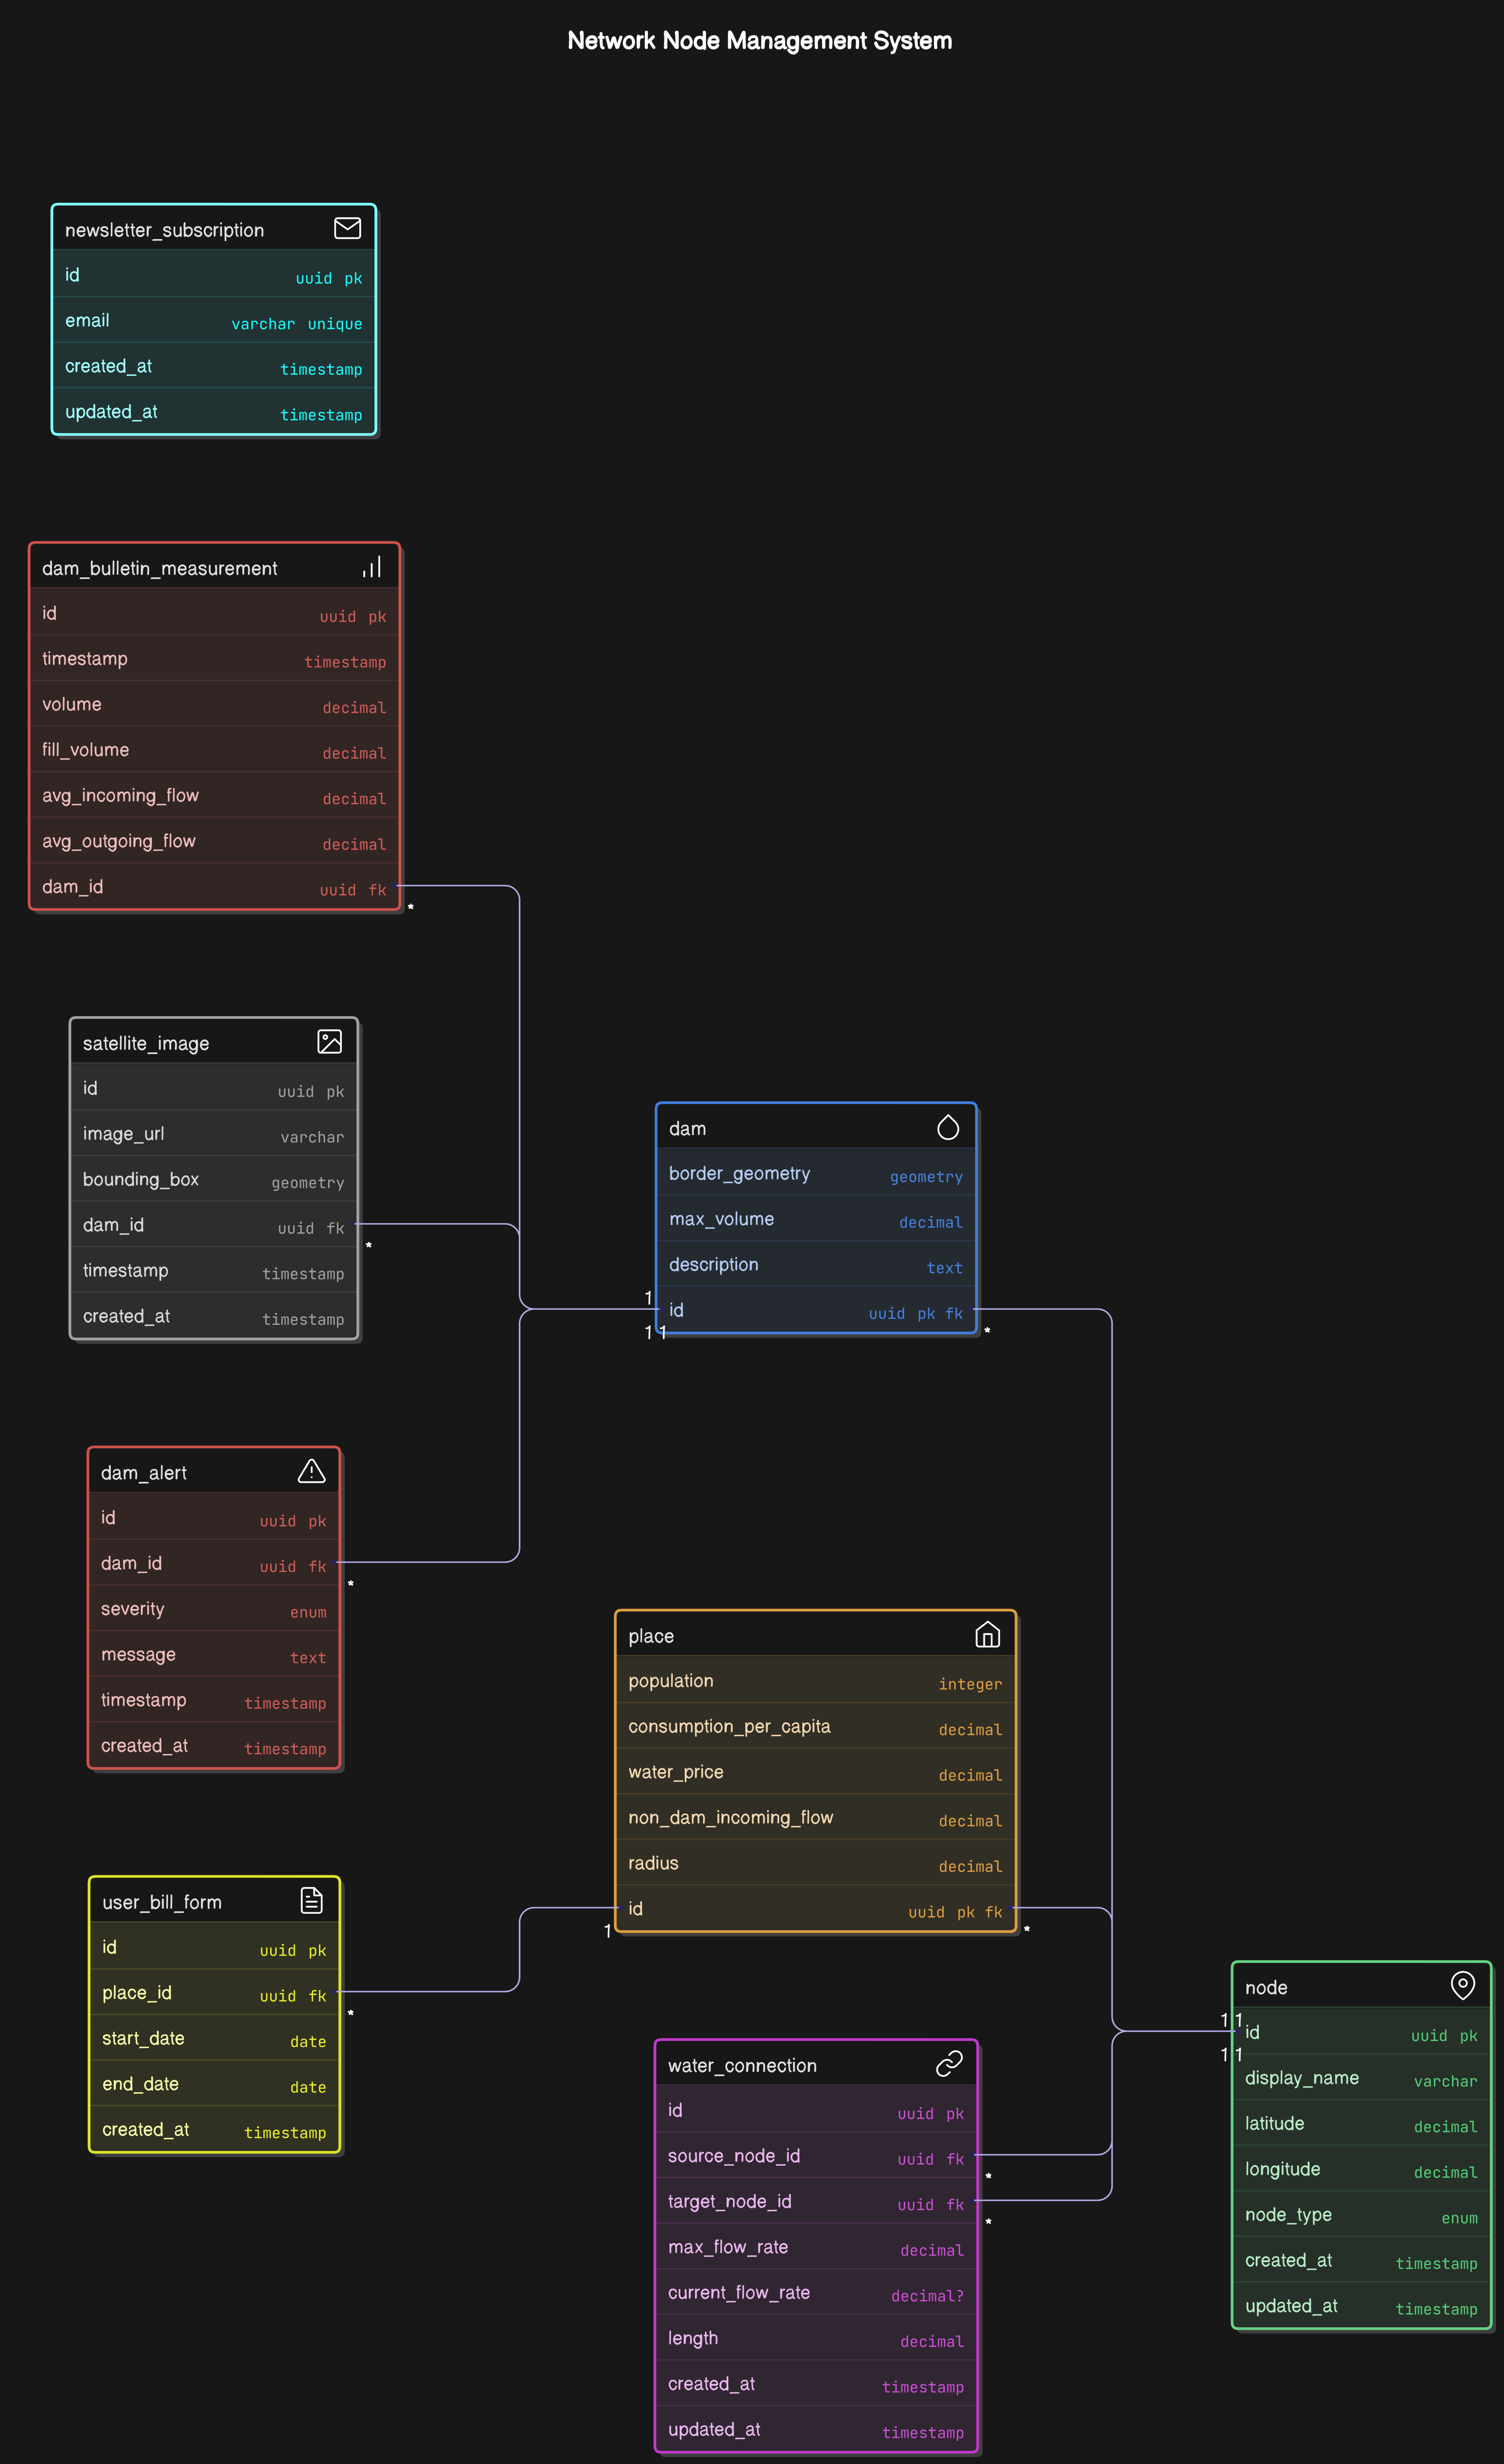 Network Node Management System
newsletter_subscription
id uuid pk
email varchar unique
created_at timestamp
updated_at timestamp
dam_bulletin_measurement
id uuid pk
timestamp timestamp
volume decimal
fill_volume decimal
avg_incoming_flow decimal
avg_outgoing_flow decimal
dam_id uuid fk
*
satellite_image
id uuid pk
image_url varchar
bounding_box geometry
dam_id uuid fk
*
timestamp timestamp
created_at timestamp
dam
border_geometry geometry
max_volume decimal
description text
1
id uuid pk fk
1 1
*
dam_alert
id uuid pk
dam_id uuid fk
*
severity enum
message text
timestamp timestamp
created_at timestamp
place
population integer
consumption_per_capita decimal
water_price decimal
non_dam_incoming_flow decimal
radius decimal
id uuid pk fk
1
*
user_bill_form
id uuid pk
place_id uuid fk
*
start_date date
end_date date
created_at timestamp
water_connection
id uuid pk
source_node_id uuid fk
*
target_node_id uuid fk
*
max_flow_rate decimal
current_flow_rate decimal?
length decimal
created_at timestamp
updated_at timestamp
node
1 1
id uuid pk
1 1
display_name varchar
latitude decimal
longitude decimal
node_type enum
created_at timestamp
updated_at timestamp